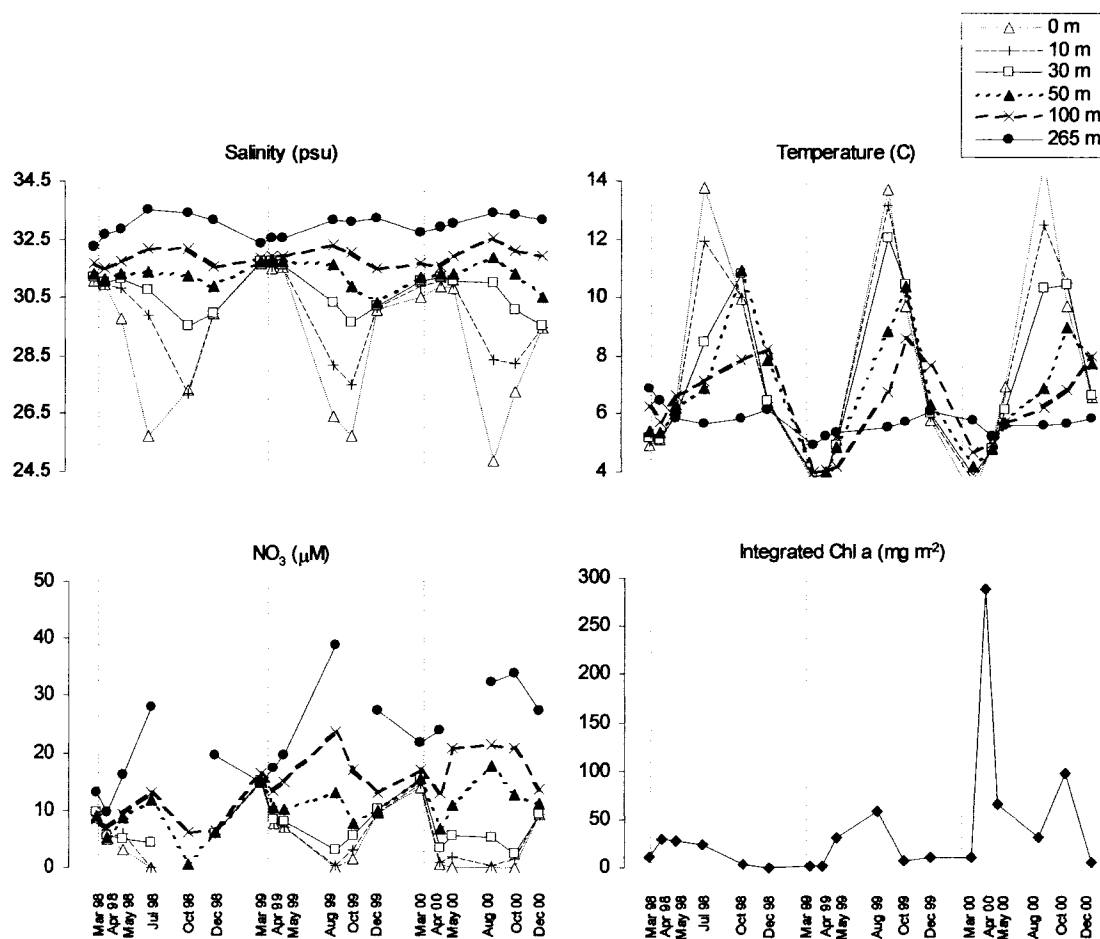 0 m
10 m
30 m
50 m
100 m
265 m
Salinity (psu)
34.5
32.5
30.5
28.5
26.5
24.5
Temperature (C)
14
12
10
8
6
4
NO3 (μM)
50
40
30
20
10
0
Mar 98
Apr 98
May 98
Jul 98
Oct 98
Dec 98
Mar 99
Apr 99
May 99
Aug 99
Oct 99
Dec 99
Mar 00
Apr 00
May 00
Aug 00
Oct 00
Dec 00
Integrated Chl a (mg m-2)
300
250
200
150
100
50
0
Mar 98
Apr 98
May 98
Jul 98
Oct 98
Dec 98
Mar 99
Apr 99
May 99
Aug 99
Oct 99
Dec 99
Mar 00
Apr 00
May 00
Aug 00
Oct 00
Dec 00